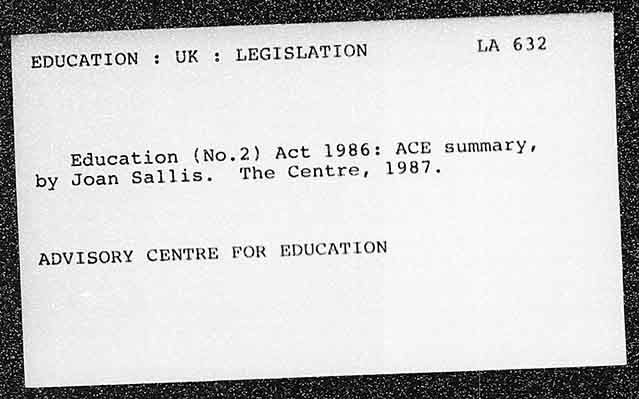 EDUCATION : UK : LEGISLATION LA 632
Education (No.2) Act 1986: ACE summary,
by Joan Sallis. The Centre, 1987.
ADVISORY CENTRE FOR EDUCATION